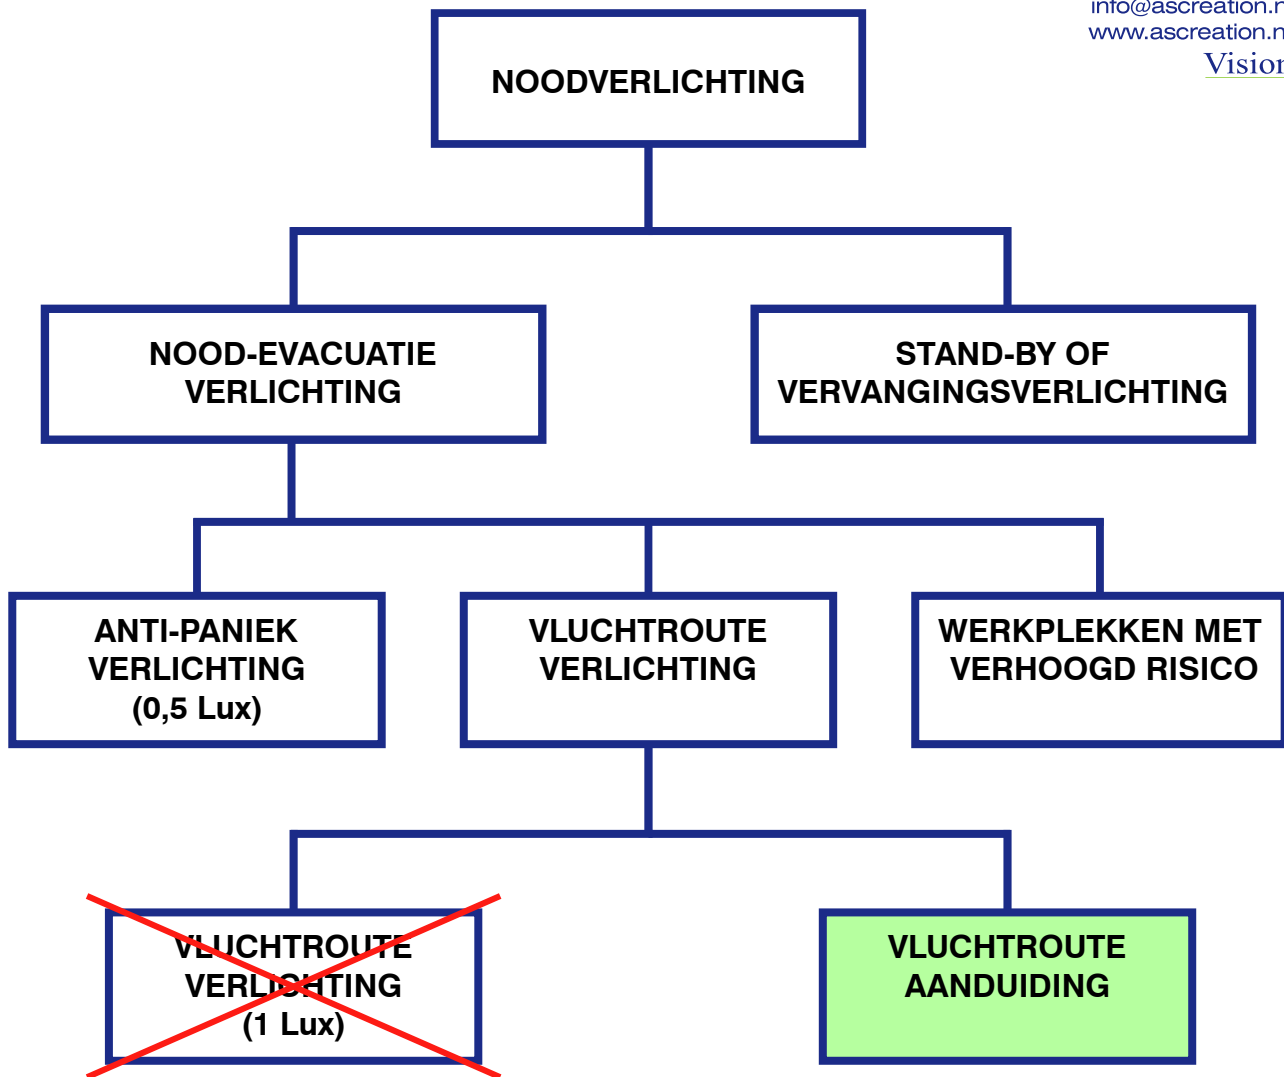 info@ascreation.n
www.ascreation.n
Vision
NOODVERLICHTING
NOOD-EVACUATIE
VERLICHTING
STAND-BY OF
VERVANGINGSVERLICHTING
ANTI-PANIEK
VERLICHTING
(0,5 Lux)
VLUCHTROUTE
VERLICHTING
WERKPLEKKEN MET
VERHOOGD RISICO
VLUCHTROUTE
VERLICHTING
(1 Lux)
VLUCHTROUTE
AANDUIDING